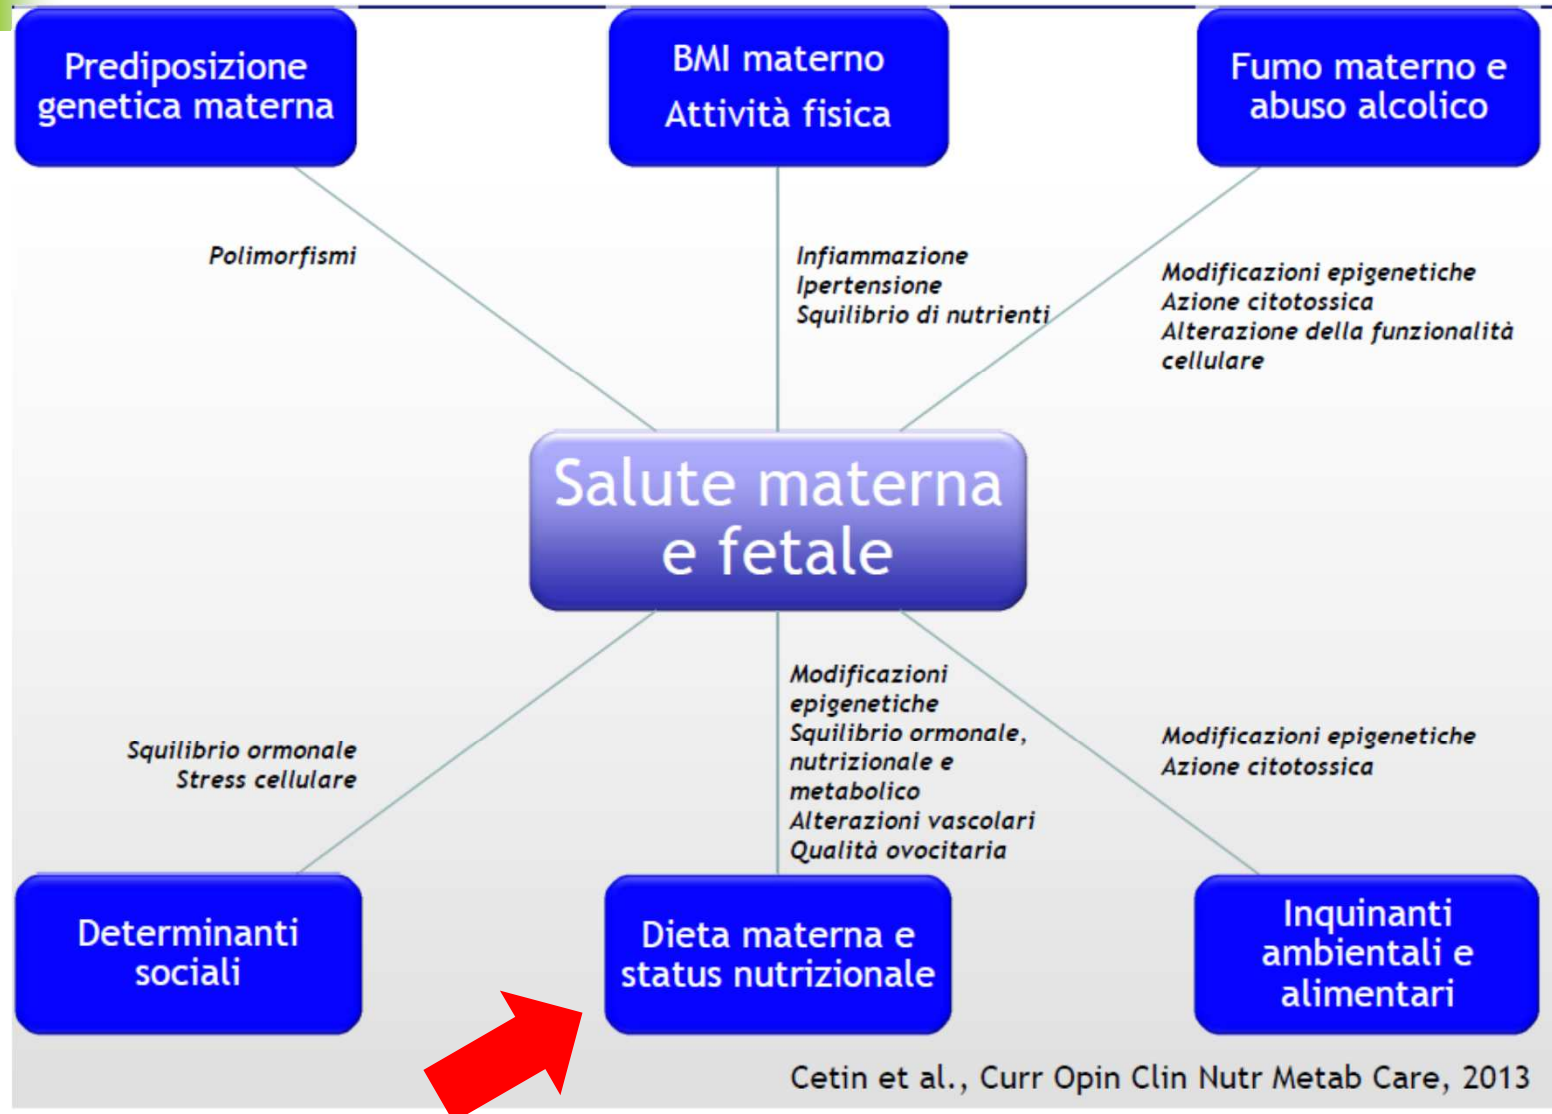 Prediposizione
genetica materna
BMI materno
Attività fisica
Fumo materno e
abuso alcolico
Polimorfismi
Infiammazione
Ipertensione
Squilibrio di nutrienti
Modificazioni epigenetiche
Azione citotossica
Alterazione della funzionalità
cellulare
Salute materna
e fetale
Squilibrio ormonale
Stress cellulare
Modificazioni
epigenetiche
Squilibrio ormonale,
nutrizionale e
metabolico
Alterazioni vascolari
Qualità ovocitaria
Modificazioni epigenetiche
Azione citotossica
Determinanti
sociali
Dieta materna e
status nutrizionale
Inquinanti
ambientali e
alimentari
Cetin et al., Curr Opin Clin Nutr Metab Care, 2013